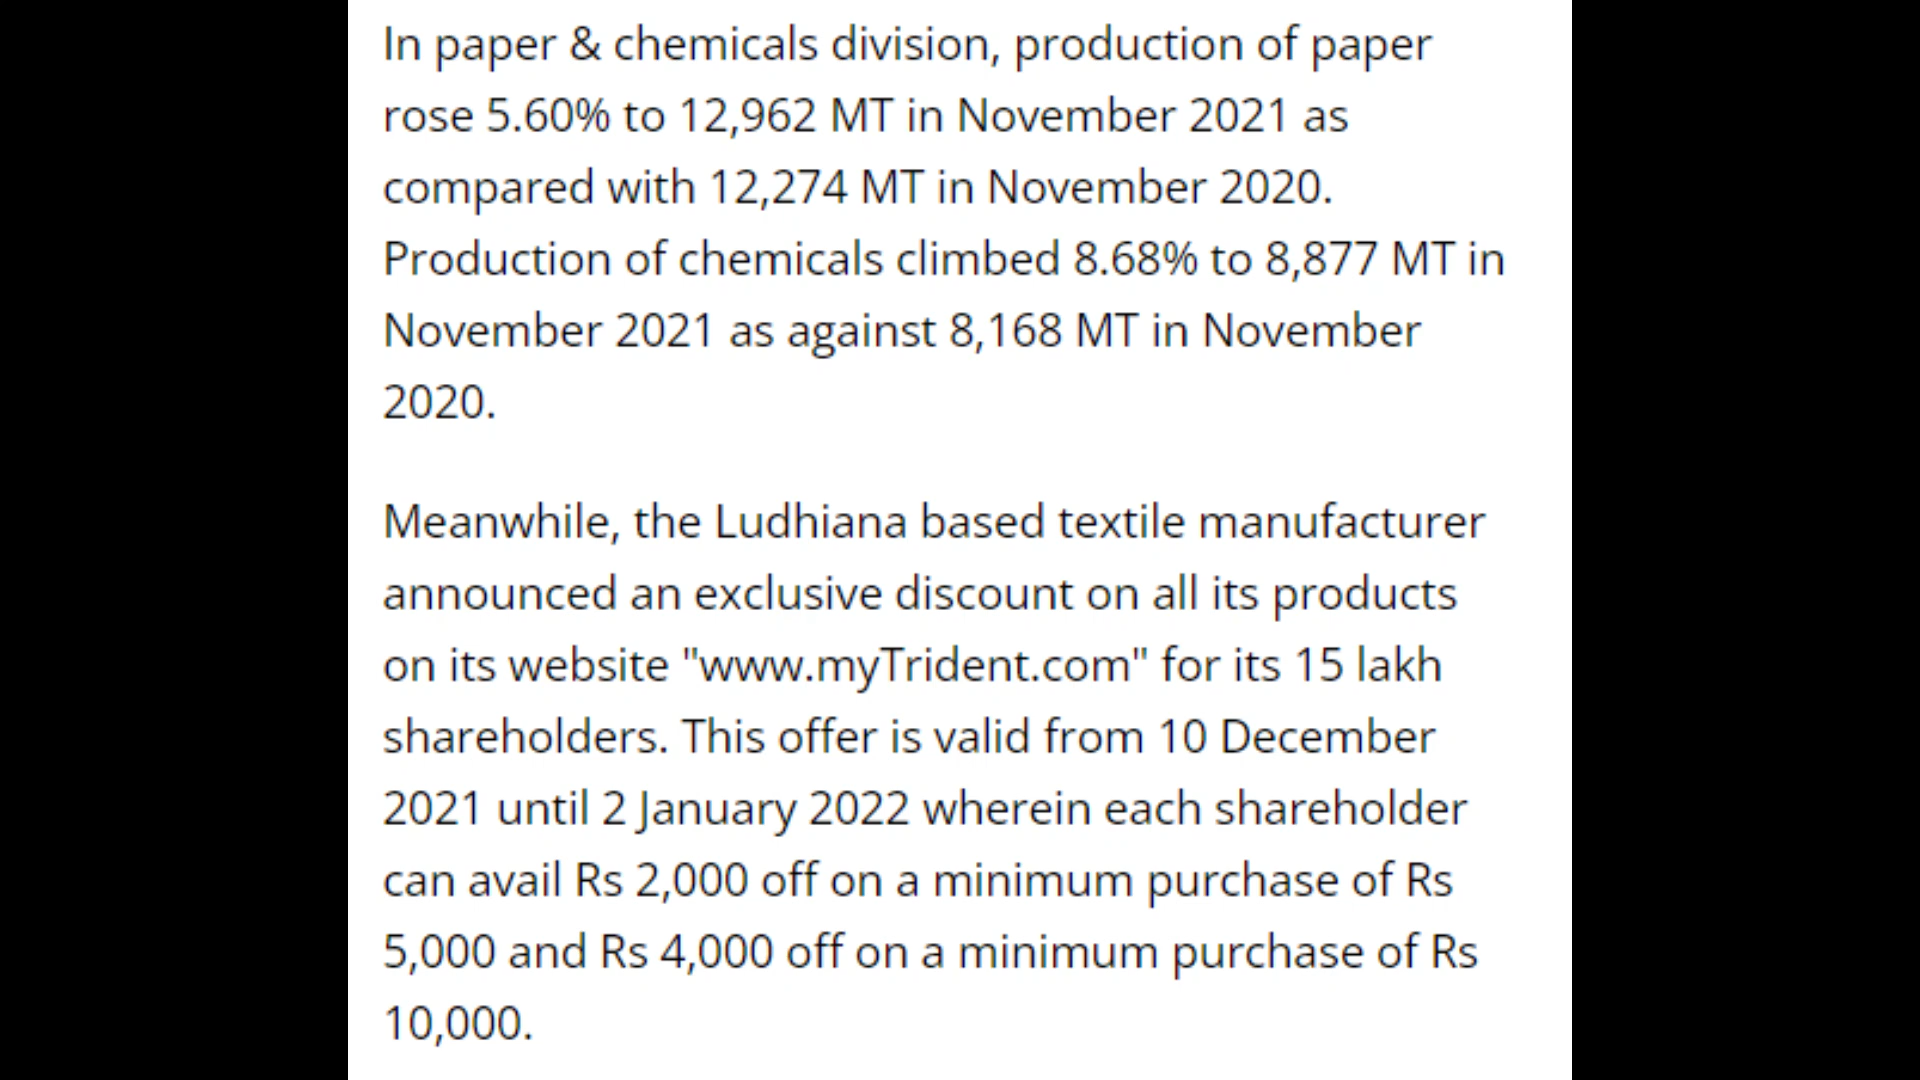 In paper & chemicals division, production of paper
rose 5.60% to 12,962 MT in November 2021 as
compared with 12,274 MT in November 2020.
Production of chemicals climbed 8.68% to 8,877 MT in
November 2021 as against 8,168 MT in November
2020.
Meanwhile, the Ludhiana based textile manufacturer
announced an exclusive discount on all its products
on its website "www.myTrident.com" for its 15 lakh
shareholders. This offer is valid from 10 December
2021 until 2 January 2022 wherein each shareholder
can avail Rs 2,000 off on a minimum purchase of Rs
5,000 and Rs 4,000 off on a minimum purchase of Rs
10,000.